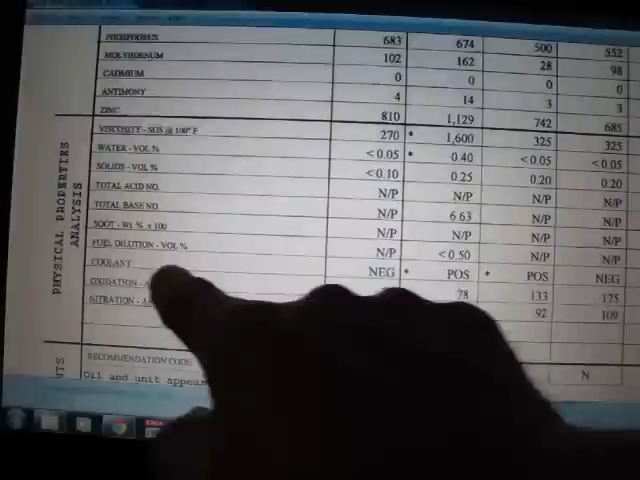 PHOSPHORUS 683 674 500 552
MOLYBDENUM 102 162 28 98
CADMIUM 0 0 0 0
ANTIMONY 4 14 3 3
ZINC 810 1,129 742 685
PHYSICAL PROPERTIES ANALYSIS
VISCOSITY - SUS @ 100° F 270 * 1,600 325 325
WATER - VOL % <0.05 * 0.40 <0.05 <0.05
SOLIDS - VOL % <0.10 0.25 0.20 0.20
TOTAL ACID NO. N/P N/P N/P N/P
TOTAL BASE NO N/P 6.63 N/P N/P
SOOT - Wt % x 100 N/P N/P N/P N/P
FUEL DILUTION - VOL % N/P <0.50 N/P N/P
COOLANT NEG * POS * POS NEG
OXIDATION - 78 133 175
NITRATION - 92 109
RECOMMENDATION CODE N
Oil and unit appear